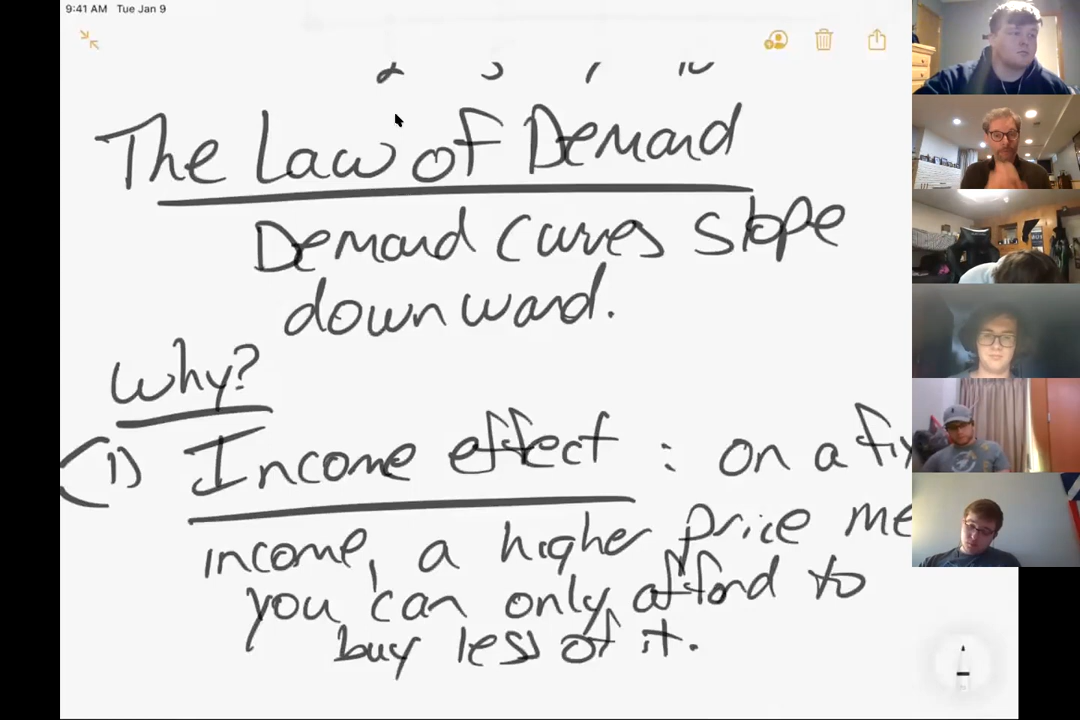 9:41 AM Tue Jan 9
The Law of Demand
Demand curves slope
downward.
Why?
(1) Income effect : on a fix
income, a higher price me
you can only afford to
buy less of it.